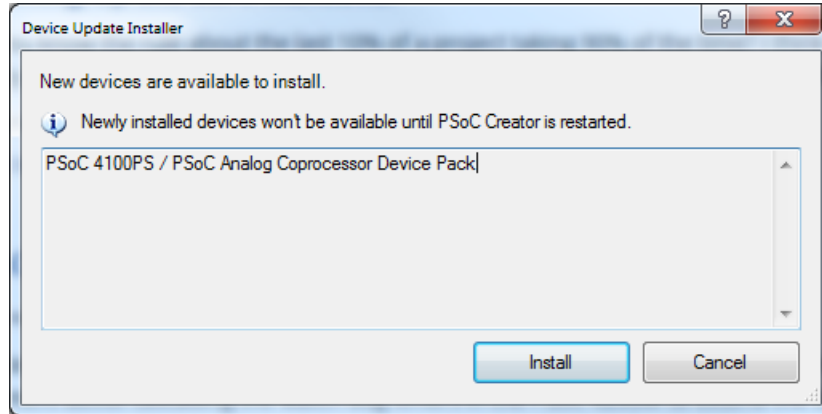 Device Update Installer
New devices are available to install.
Newly installed devices won't be available until PSoC Creator is restarted.
PSoC 4100PS / PSoC Analog Coprocessor Device Pack
Install
Cancel